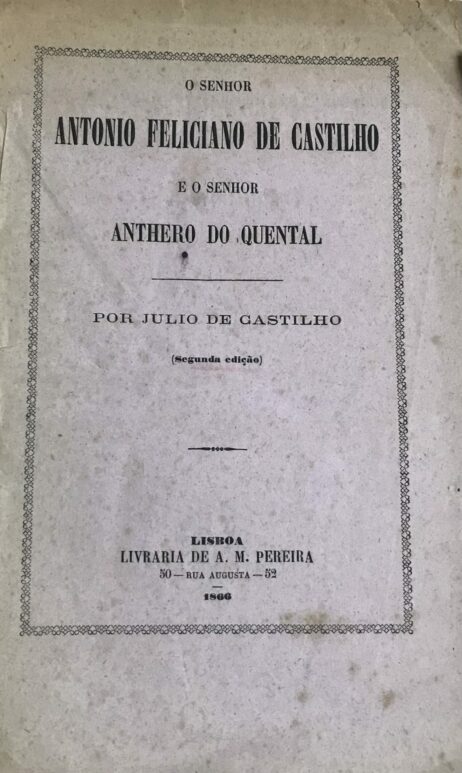 O SENHOR
ANTONIO FELICIANO DE CASTILHO
E O SENHOR
ANTHERO DO QUENTAL
POR JULIO DE CASTILHO
(Segunda edição)
LISBOA
LIVRARIA DE A. M. PEREIRA
50 — RUA AUGUSTA — 52
1866